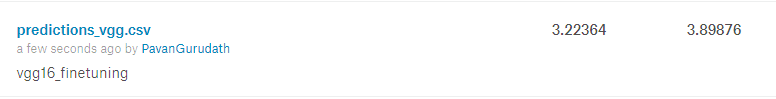 predictions_vgg.csv 3.22364 3.89876
a few seconds ago by PavanGurudath
vgg16_finetuning